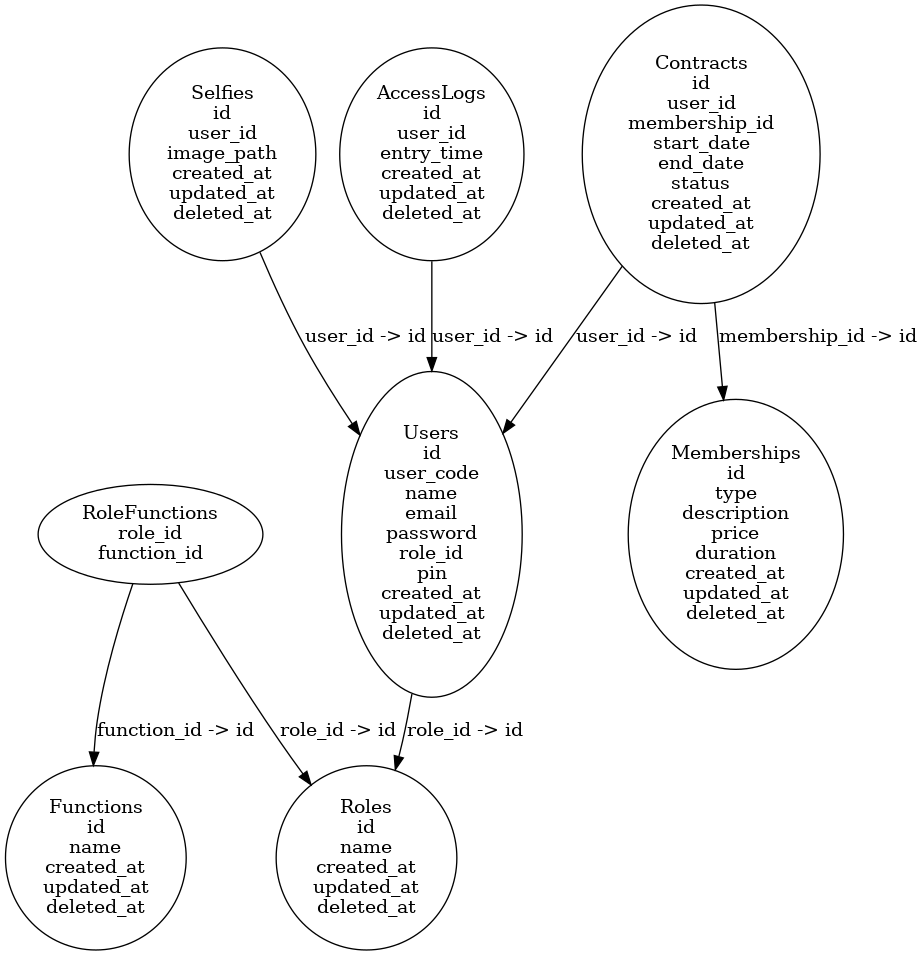 Selfies
id
user_id
image_path
created_at
updated_at
deleted_at
AccessLogs
id
user_id
entry_time
created_at
updated_at
deleted_at
Contracts
id
user_id
membership_id
start_date
end_date
status
created_at
updated_at
deleted_at
user_id -> id
user_id -> id
user_id -> id
membership_id -> id
RoleFunctions
role_id
function_id
Users
id
user_code
name
email
password
role_id
pin
created_at
updated_at
deleted_at
Memberships
id
type
description
price
duration
created_at
updated_at
deleted_at
function_id -> id
role_id -> id
role_id -> id
Functions
id
name
created_at
updated_at
deleted_at
Roles
id
name
created_at
updated_at
deleted_at